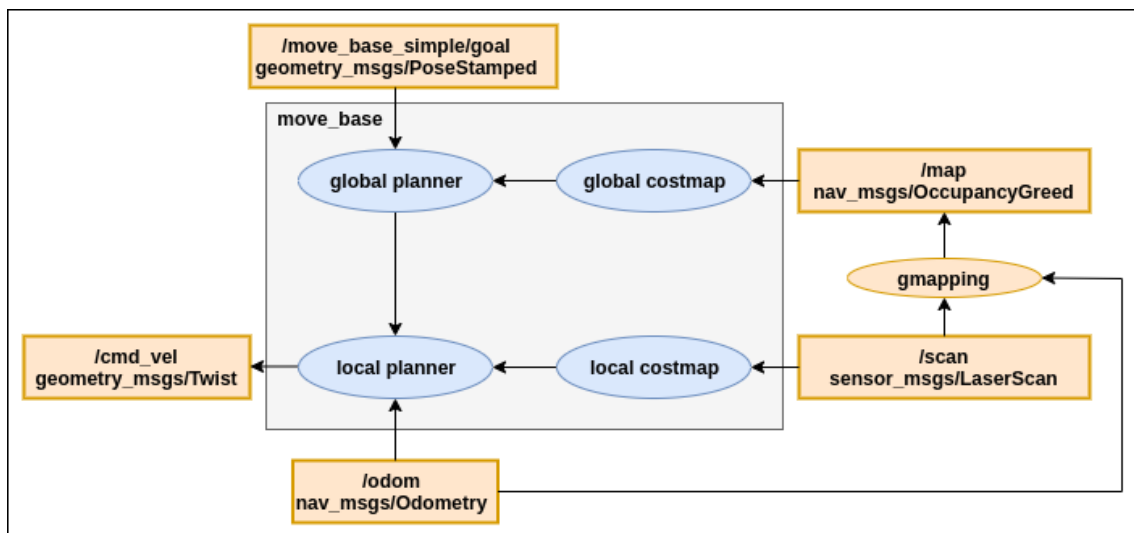 /move_base_simple/goal
geometry_msgs/PoseStamped
move_base
global planner
global costmap
/map
nav_msgs/OccupancyGreed
gmapping
/cmd_vel
geometry_msgs/Twist
local planner
local costmap
/scan
sensor_msgs/LaserScan
/odom
nav_msgs/Odometry